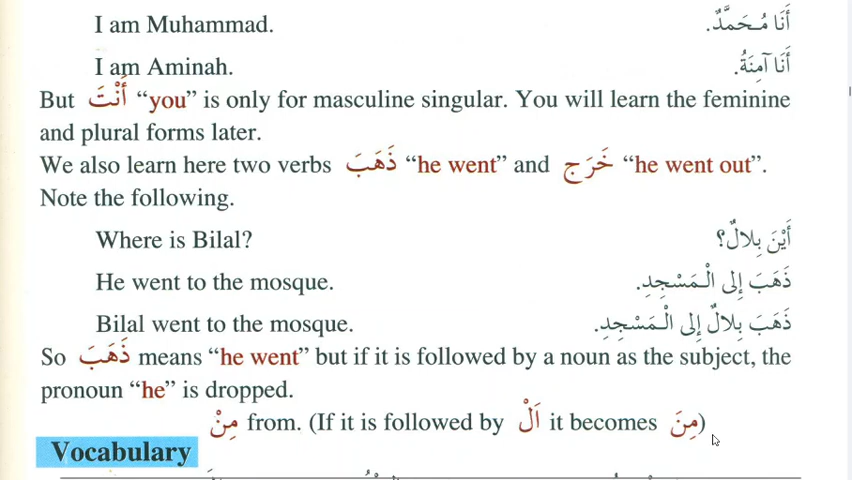 I am Muhammad. أَنَا مُحَمَّدٌ.
I am Aminah. أَنَا آمِنَةُ.
But أَنْتَ “you” is only for masculine singular. You will learn the feminine
and plural forms later.
We also learn here two verbs ذَهَبَ “he went” and خَرَج “he went out”.
Note the following.
Where is Bilal? أَيْنَ بِلالٌ؟
He went to the mosque. ذَهَبَ إِلى الْمَسْجِدِ.
Bilal went to the mosque. ذَهَبَ بِلالٌ إِلى الْمَسْجِدِ.
So ذَهَبَ means “he went” but if it is followed by a noun as the subject, the
pronoun “he” is dropped.
مِنْ from. (If it is followed by اَلْ it becomes مِنَ)
Vocabulary